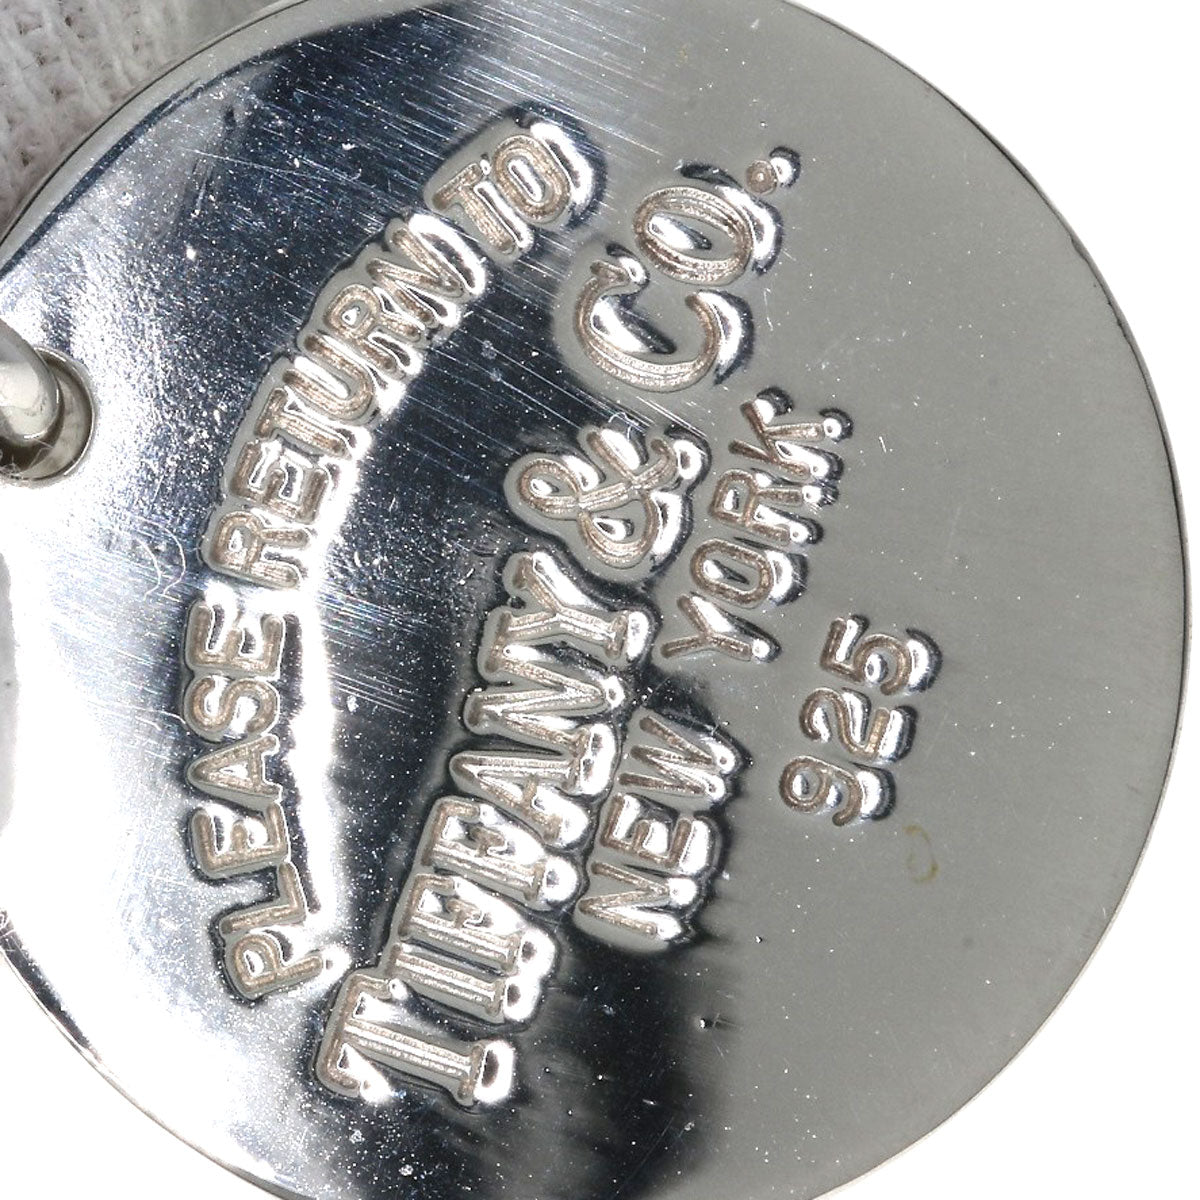 PLEASE RETURN TO
TIFFANY & CO.
NEW YORK
925